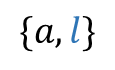 {a, l}